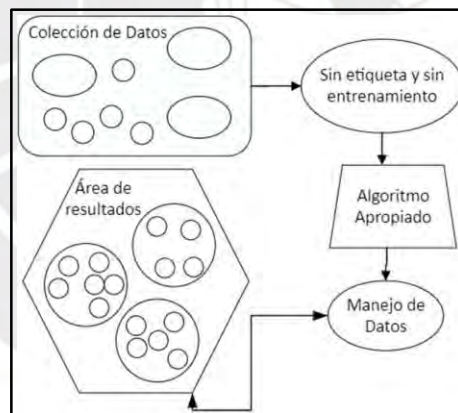 Colección de Datos
Sin etiqueta y sin
entrenamiento
Algoritmo
Apropiado
Manejo de
Datos
Área de
resultados